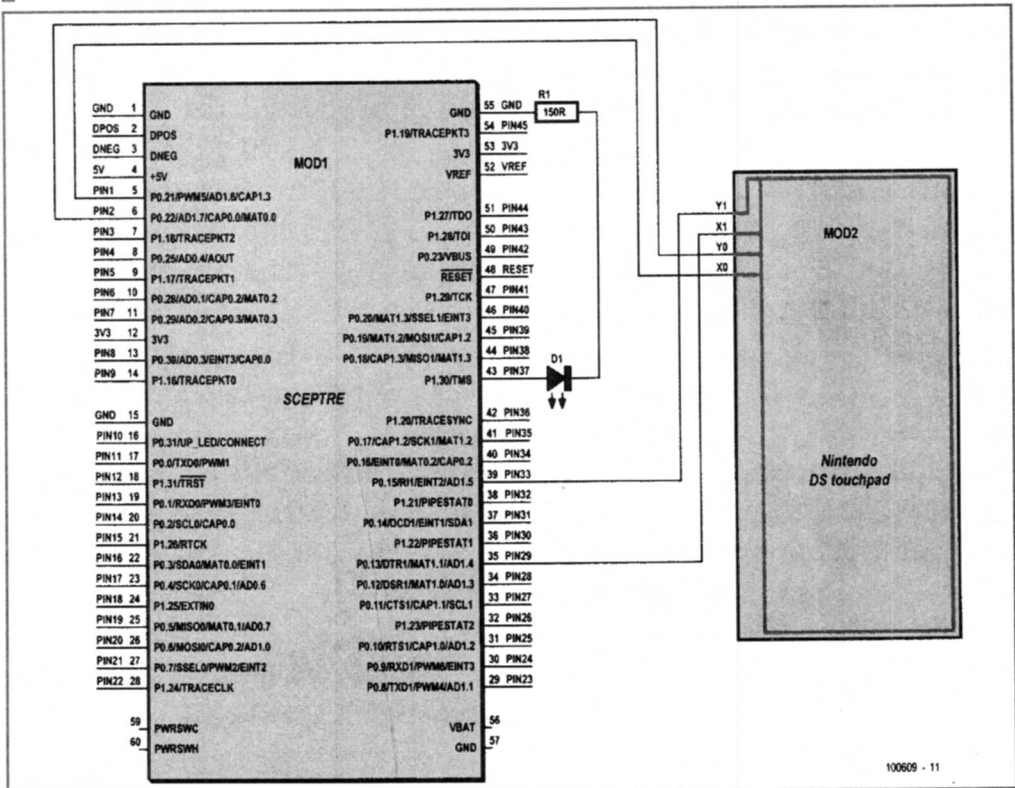 MOD1
SCEPTRE
GND 1 GND
DPOS 2 DPOS
DNEG 3 DNEG
5V 4 +5V
PIN1 5 P0.21/PWM5/AD1.6/CAP1.3
PIN2 6 P0.22/AD1.7/CAP0.0/MAT0.0
PIN3 7 P1.18/TRACEPKT2
PIN4 8 P0.25/AD0.4/AOUT
PIN5 9 P1.17/TRACEPKT1
PIN6 10 P0.28/AD0.1/CAP0.2/MAT0.2
PIN7 11 P0.29/AD0.2/CAP0.3/MAT0.3
3V3 12 3V3
PIN8 13 P0.30/AD0.3/EINT3/CAP0.0
PIN9 14 P1.16/TRACEPKT0
GND 15 GND
PIN10 16 P0.31/UP_LED/CONNECT
PIN11 17 P0.0/TXD0/PWM1
PIN12 18 P1.31/TRST
PIN13 19 P0.1/RXD0/PWM3/EINT0
PIN14 20 P0.2/SCL0/CAP0.0
PIN15 21 P1.26/RTCK
PIN16 22 P0.3/SDA0/MAT0.0/EINT1
PIN17 23 P0.4/SCK0/CAP0.1/AD0.6
PIN18 24 P1.25/EXTIN0
PIN19 25 P0.5/MISO0/MAT0.1/AD0.7
PIN20 26 P0.6/MOSI0/CAP0.2/AD1.0
PIN21 27 P0.7/SSEL0/PWM2/EINT2
PIN22 28 P1.24/TRACECLK
59 PWRSWC
60 PWRSWH
GND 55 GND
P1.19/TRACEPKT3 54 PIN45
3V3 53 3V3
VREF 52 VREF
P1.27/TDO 51 PIN44
P1.28/TDI 50 PIN43
P0.23/VBUS 49 PIN42
RESET 48 RESET
P1.29/TCK 47 PIN41
P0.20/MAT1.3/SSEL1/EINT3 46 PIN40
P0.19/MAT1.2/MOSI1/CAP1.2 45 PIN39
P0.18/CAP1.3/MISO1/MAT1.3 44 PIN38
P1.30/TMS 43 PIN37
P1.20/TRACESYNC 42 PIN36
P0.17/CAP1.2/SCK1/MAT1.2 41 PIN35
P0.16/EINT0/MAT0.2/CAP0.2 40 PIN34
P0.15/RI1/EINT2/AD1.5 39 PIN33
P1.21/PIPESTAT0 38 PIN32
P0.14/DCD1/EINT1/SDA1 37 PIN31
P1.22/PIPESTAT1 36 PIN30
P0.13/DTR1/MAT1.1/AD1.4 35 PIN29
P0.12/DSR1/MAT1.0/AD1.3 34 PIN28
P0.11/CTS1/CAP1.1/SCL1 33 PIN27
P1.23/PIPESTAT2 32 PIN26
P0.10/RTS1/CAP1.0/AD1.2 31 PIN25
P0.9/RXD1/PWM6/EINT3 30 PIN24
P0.8/TXD1/PWM4/AD1.1 29 PIN23
VBAT 56
GND 57
R1
150R
D1
Y1
X1
Y0
X0
MOD2
Nintendo
DS touchpad
100609 - 11